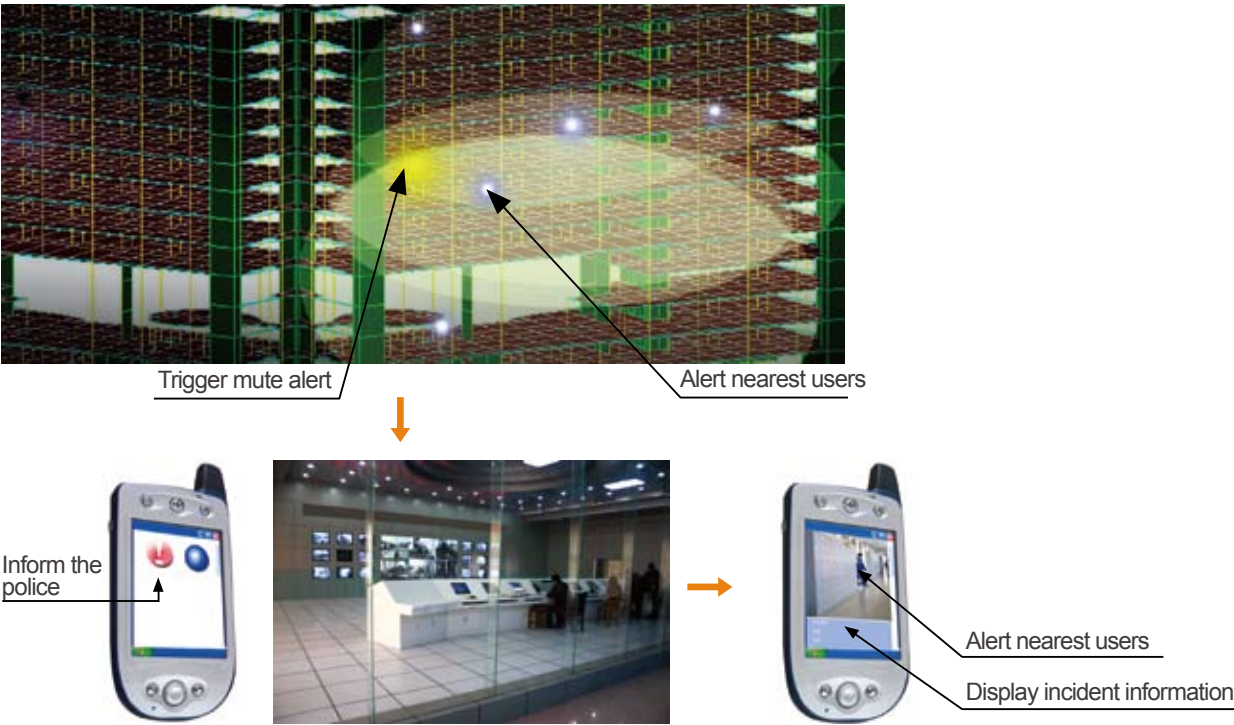 Trigger mute alert
Alert nearest users
Inform the
police
Alert nearest users
Display incident information